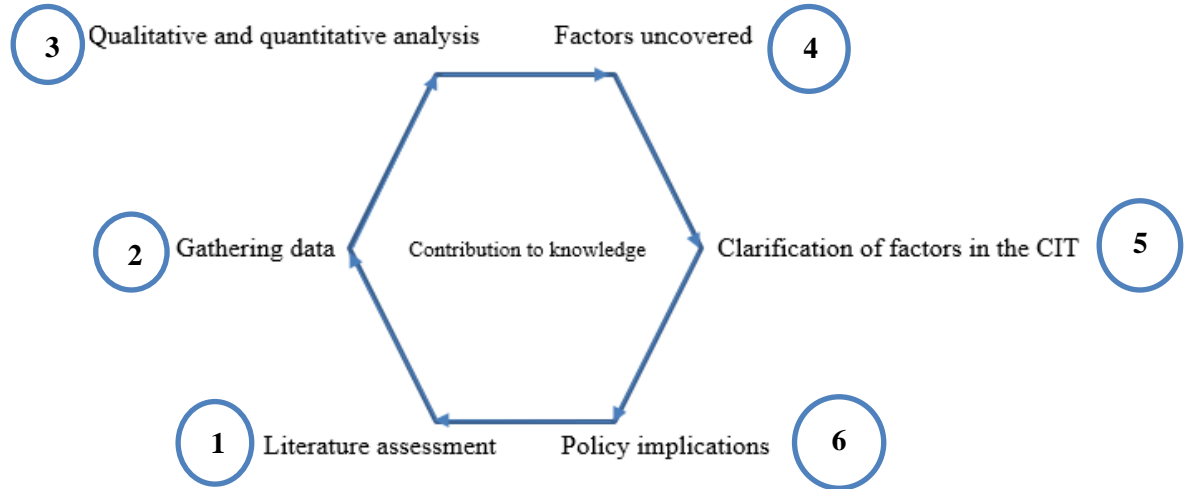 3 Qualitative and quantitative analysis
Factors uncovered 4
2 Gathering data
Contribution to knowledge
Clarification of factors in the CIT 5
1 Literature assessment
Policy implications 6